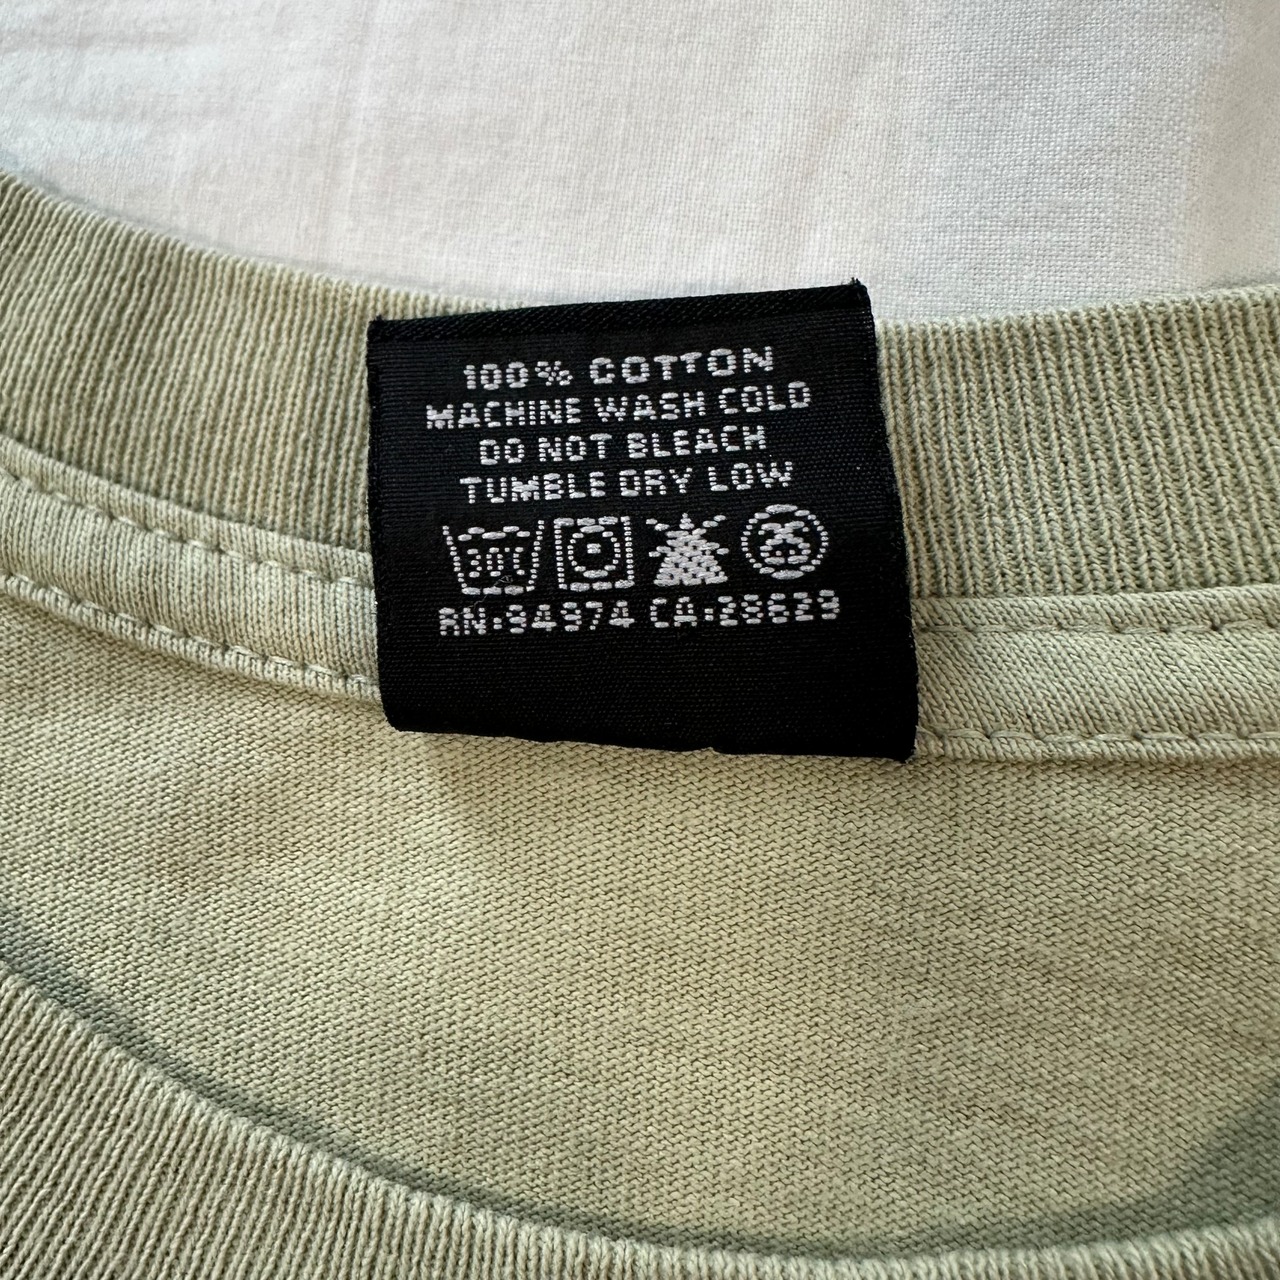 100% COTTON
MACHINE WASH COLD
DO NOT BLEACH
TUMBLE DRY LOW
30°
RN:94974 CA:28629